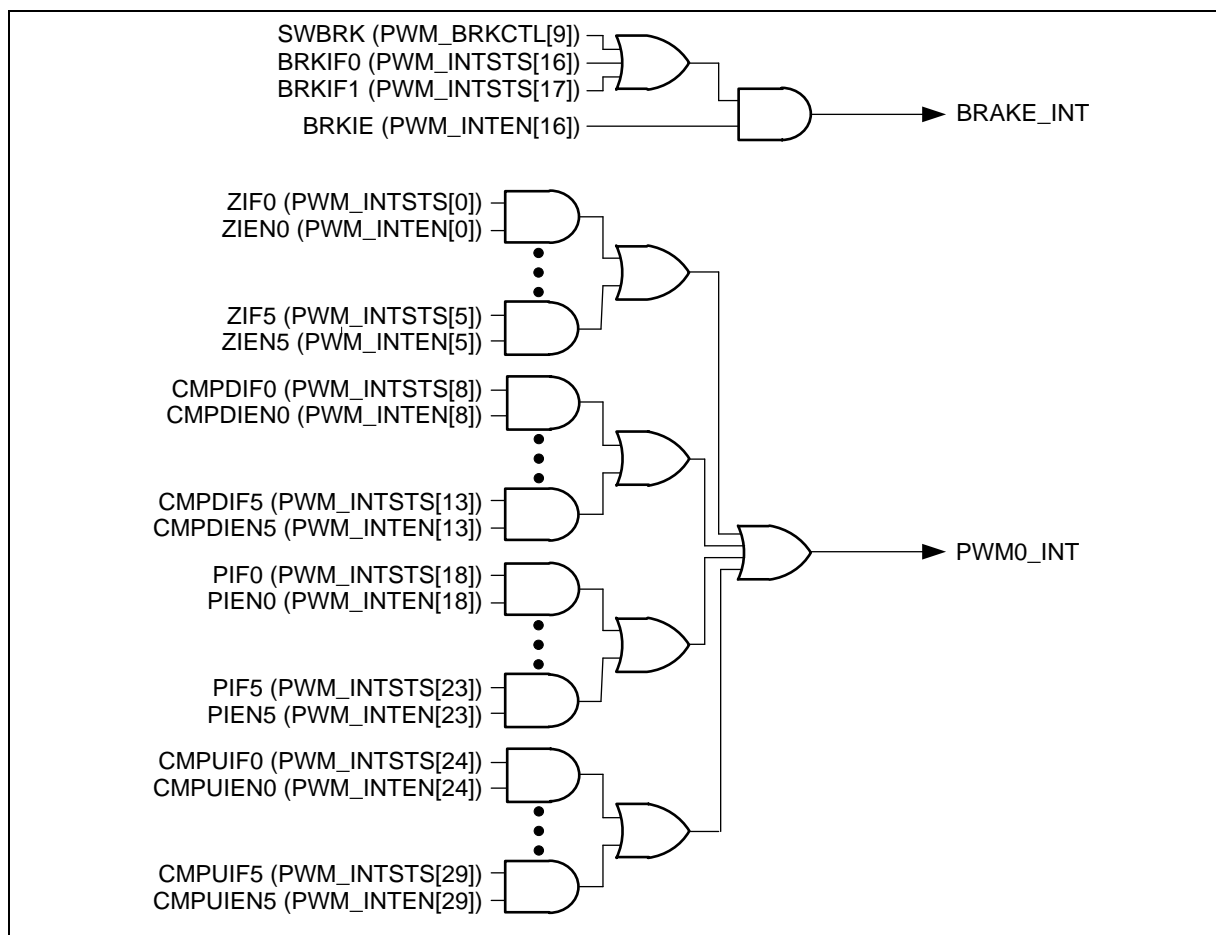 SWBRK (PWM_BRKCTL[9])
BRKIF0 (PWM_INTSTS[16])
BRKIF1 (PWM_INTSTS[17])
BRKIE (PWM_INTEN[16])
BRAKE_INT
ZIF0 (PWM_INTSTS[0])
ZIEN0 (PWM_INTEN[0])
ZIF5 (PWM_INTSTS[5])
ZIEN5 (PWM_INTEN[5])
CMPDIF0 (PWM_INTSTS[8])
CMPDIEN0 (PWM_INTEN[8])
CMPDIF5 (PWM_INTSTS[13])
CMPDIEN5 (PWM_INTEN[13])
PWM0_INT
PIF0 (PWM_INTSTS[18])
PIEN0 (PWM_INTEN[18])
PIF5 (PWM_INTSTS[23])
PIEN5 (PWM_INTEN[23])
CMPUIF0 (PWM_INTSTS[24])
CMPUIEN0 (PWM_INTEN[24])
CMPUIF5 (PWM_INTSTS[29])
CMPUIEN5 (PWM_INTEN[29])